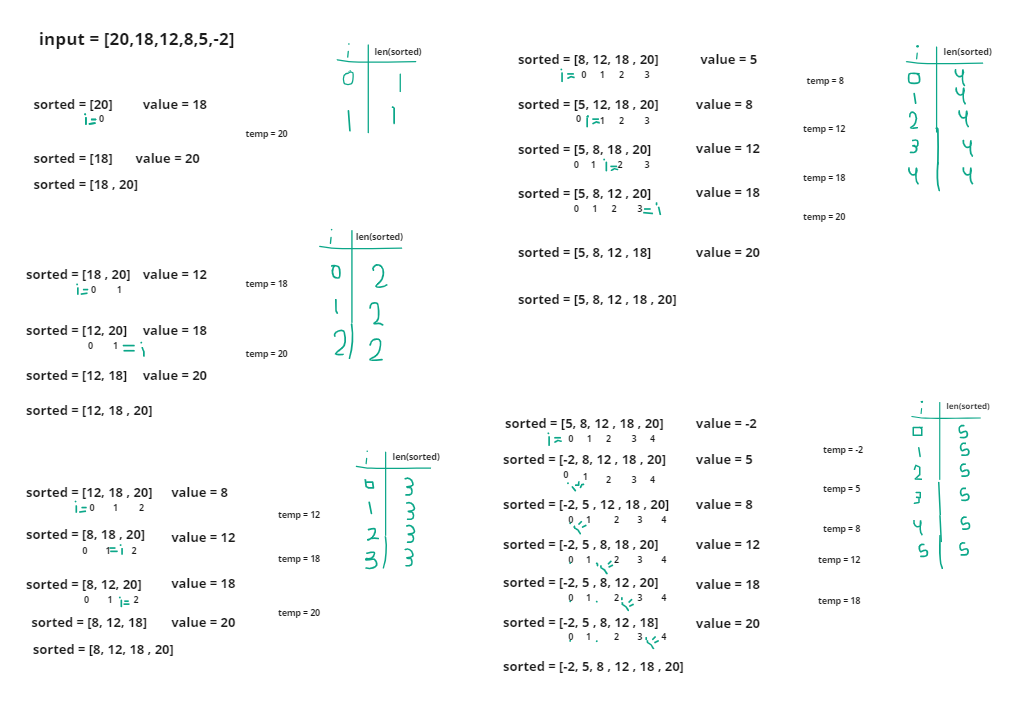 input = [20,18,12,8,5,-2]
i len(sorted)
0 1
1 1
sorted = [20] value = 18
i = 0
temp = 20
sorted = [18] value = 20
sorted = [18 , 20]
i len(sorted)
0 2
1 2
2 2
sorted = [18 , 20] value = 12
i = 0 1
temp = 18
sorted = [12, 20] value = 18
0 1 = i
temp = 20
sorted = [12, 18] value = 20
sorted = [12, 18 , 20]
i len(sorted)
0 3
1 3
2 3
3 3
sorted = [12, 18 , 20] value = 8
i = 0 1 2
temp = 12
sorted = [8, 18 , 20] value = 12
0 1 = i 2
temp = 18
sorted = [8, 12, 20] value = 18
0 1 i = 2
temp = 20
sorted = [8, 12, 18] value = 20
sorted = [8, 12, 18 , 20]
i len(sorted)
0 4
1 4
2 4
3 4
4 4
sorted = [8, 12, 18 , 20] value = 5
i = 0 1 2 3
temp = 8
sorted = [5, 12, 18 , 20] value = 8
0 i = 1 2 3
temp = 12
sorted = [5, 8, 18 , 20] value = 12
0 1 i = 2 3
temp = 18
sorted = [5, 8, 12 , 20] value = 18
0 1 2 3 = i
temp = 20
sorted = [5, 8, 12 , 18] value = 20
sorted = [5, 8, 12 , 18 , 20]
i len(sorted)
0 5
1 5
2 5
3 5
4 5
5 5
sorted = [5, 8, 12 , 18 , 20] value = -2
i = 0 1 2 3 4
temp = -2
sorted = [-2, 8, 12 , 18 , 20] value = 5
0 1 2 3 4
i =
temp = 5
sorted = [-2, 5 , 12, 18 , 20] value = 8
0 1 2 3 4
i =
temp = 8
sorted = [-2, 5 , 8, 18 , 20] value = 12
0 1 2 3 4
i =
temp = 12
sorted = [-2, 5 , 8, 12 , 20] value = 18
0 1 2 3 4
i =
temp = 18
sorted = [-2, 5 , 8, 12 , 18] value = 20
0 1 2 3 4
i =
sorted = [-2, 5, 8 , 12 , 18 , 20]